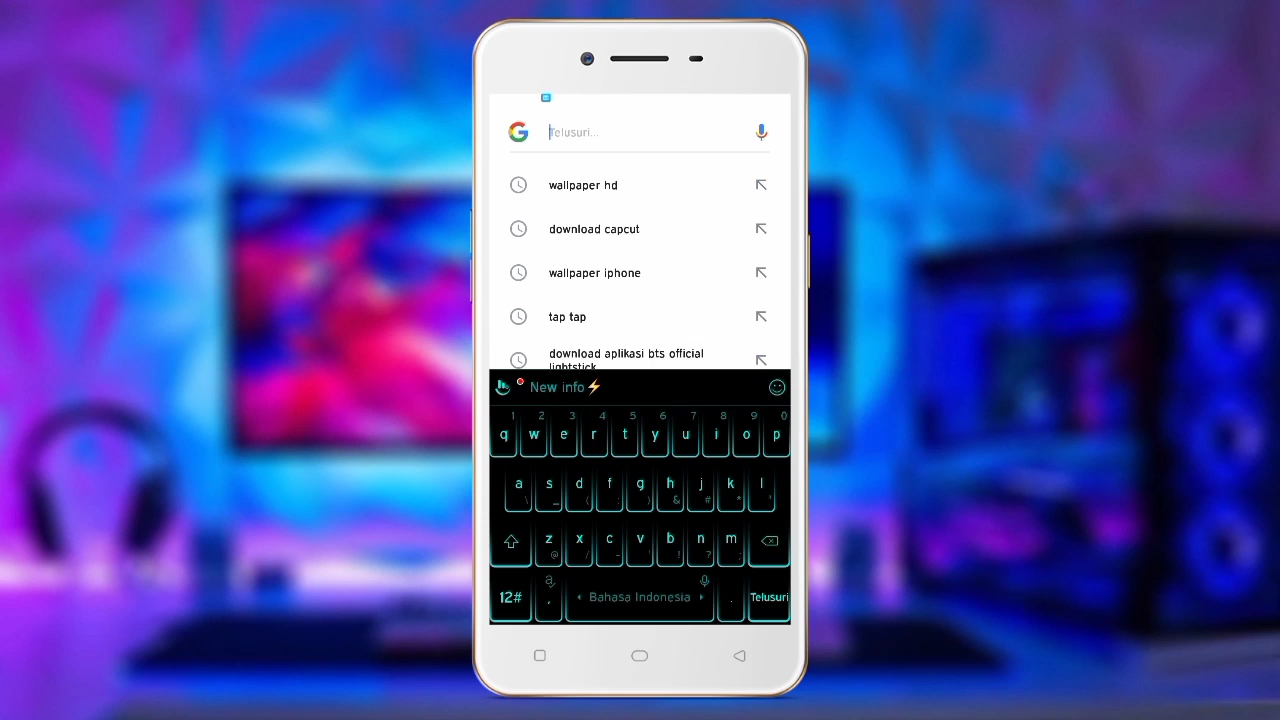 Telusuri...
wallpaper hd
download capcut
wallpaper iphone
tap tap
download aplikasi bts official
lightstick
New info⚡
1 2 3 4 5 6 7 8 9 0
q w e r t y u i o p
a s d f g h j k l
\ _ ( : ) & # * '
z x c v b n m
@ / - ' ! ? ;
12# , Bahasa Indonesia . Telusuri